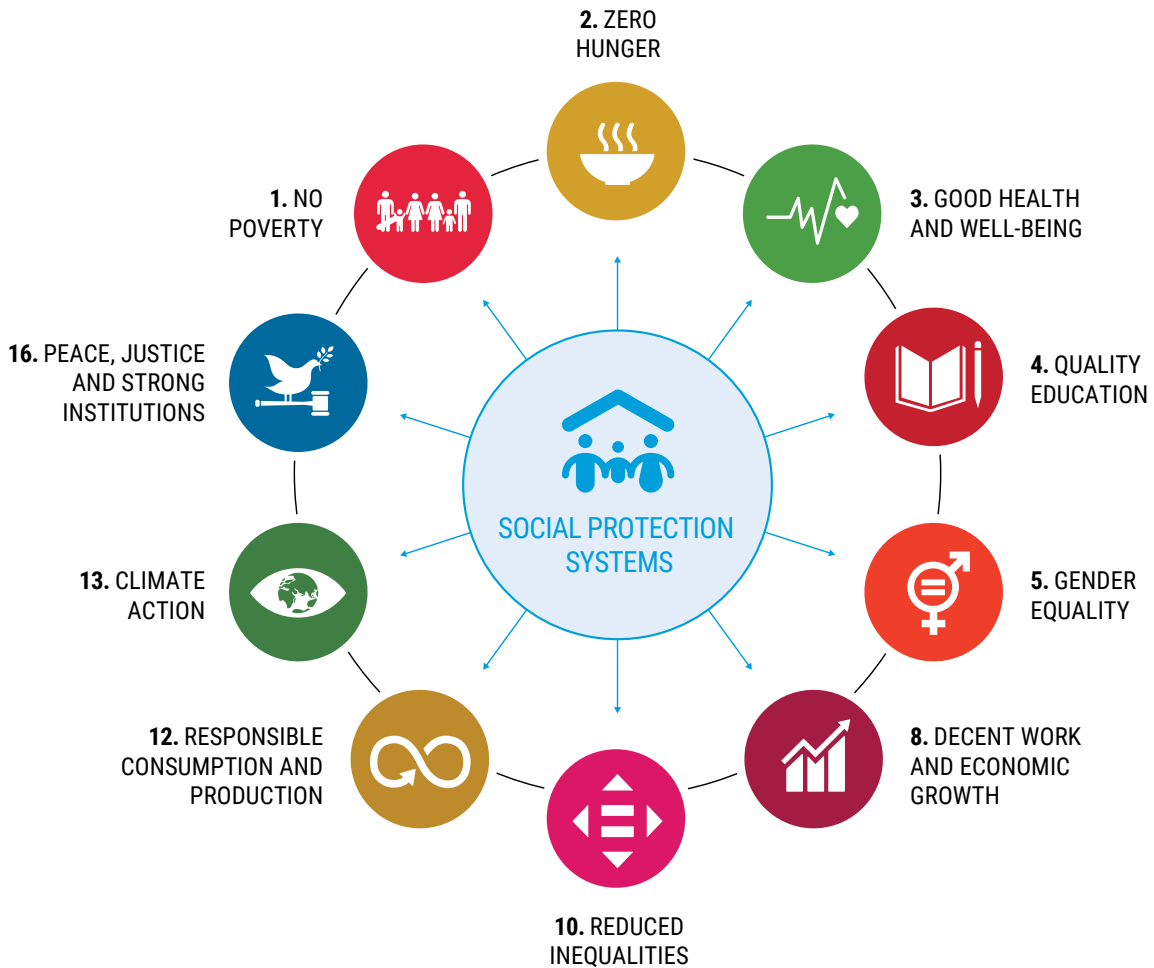 2. ZERO
HUNGER
3. GOOD HEALTH
AND WELL-BEING
4. QUALITY
EDUCATION
5. GENDER
EQUALITY
8. DECENT WORK
AND ECONOMIC
GROWTH
10. REDUCED
INEQUALITIES
12. RESPONSIBLE
CONSUMPTION AND
PRODUCTION
13. CLIMATE
ACTION
16. PEACE, JUSTICE
AND STRONG
INSTITUTIONS
1. NO
POVERTY
SOCIAL PROTECTION
SYSTEMS